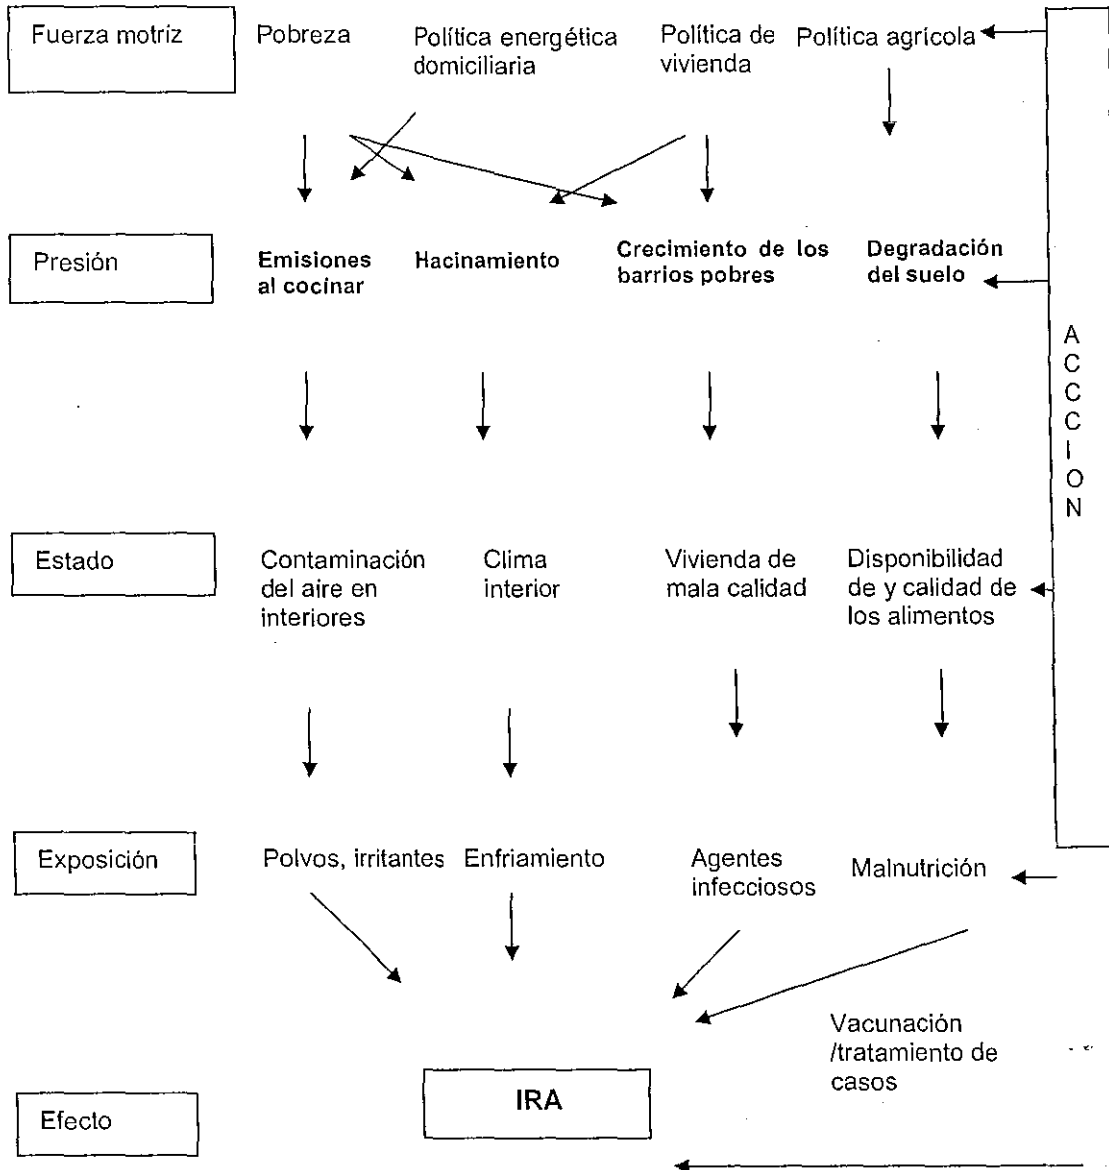 Fuerza motriz
Pobreza
Política energética
domiciliaria
Política de
vivienda
Política agrícola
Presión
Emisiones
al cocinar
Hacinamiento
Crecimiento de los
barrios pobres
Degradación
del suelo
A
C
C
C
I
O
N
Estado
Contaminación
del aire en
interiores
Clima
interior
Vivienda de
mala calidad
Disponibilidad
de y calidad de
los alimentos
Exposición
Polvos, irritantes
Enfriamiento
Agentes
infecciosos
Malnutrición
Vacunación
/tratamiento de
casos
Efecto
IRA